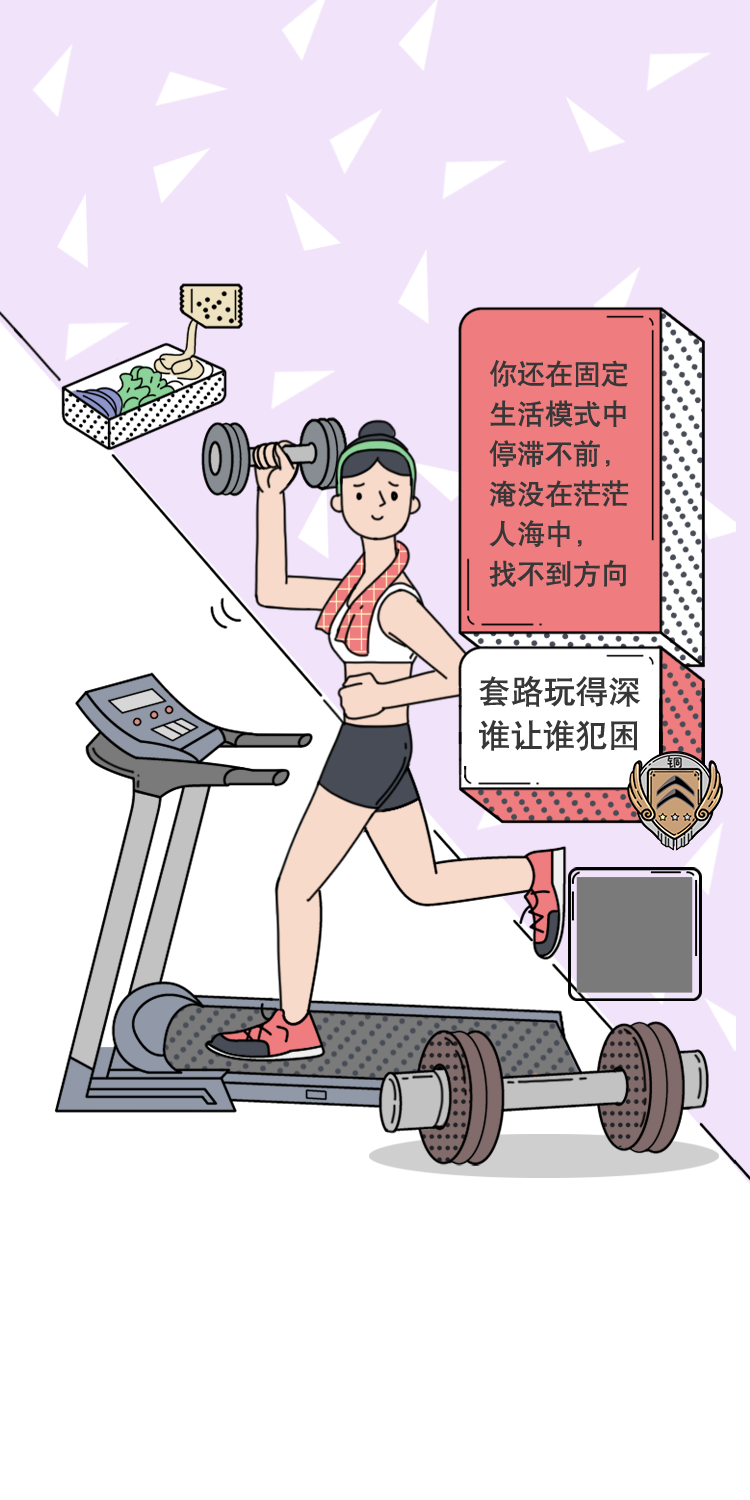 你还在固定
生活模式中
停滞不前，
淹没在茫茫
人海中，
找不到方向
套路玩得深
谁让谁犯困
铜